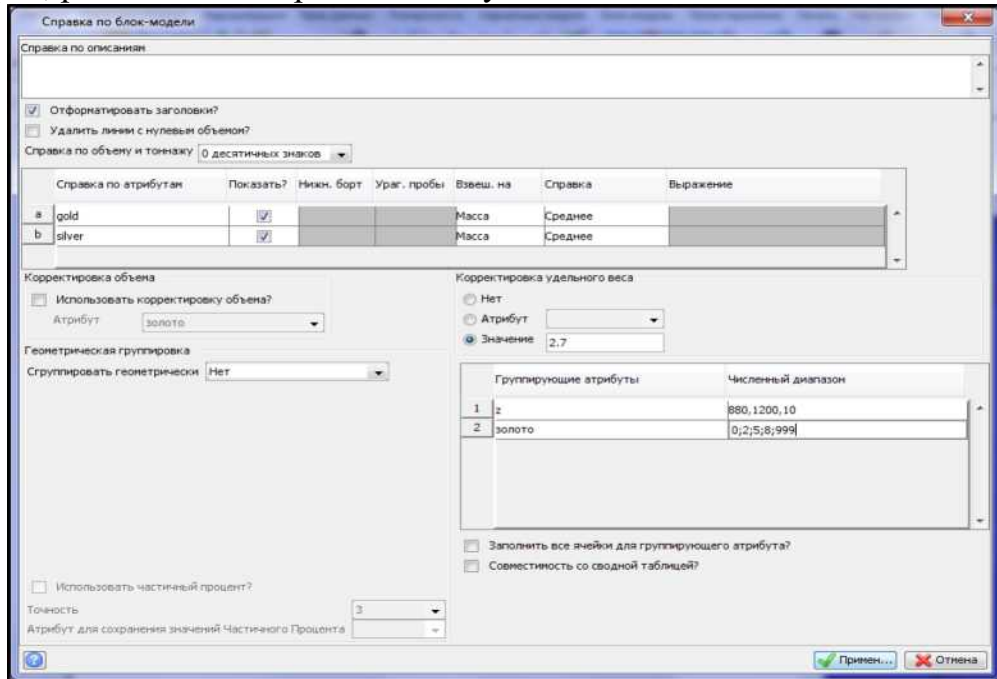 Справка по блок-модели
Справка по описаниям
Отформатировать заголовки?
Удалить линии с нулевым объемом?
Справка по объему и тоннажу 0 десятичных знаков
Справка по атрибутам Показать? Нижн. борт Ураг. пробы Взвеш. на Справка Выражение
a gold Масса Среднее
b silver Масса Среднее
Корректировка объема Корректировка удельного веса
Использовать корректировку объема? Нет
Атрибут золото Атрибут
Значение 2.7
Геометрическая группировка
Сгруппировать геометрически Нет
Группирующие атрибуты Численный диапазон
1 z 880,1200,10
2 золото 0;2;5;8;999
Заполнить все ячейки для группирующего атрибута?
Совместимость со сводной таблицей?
Использовать частичный процент?
Точность 3
Атрибут для сохранения значений Частичного Процента
? Примен... Отмена